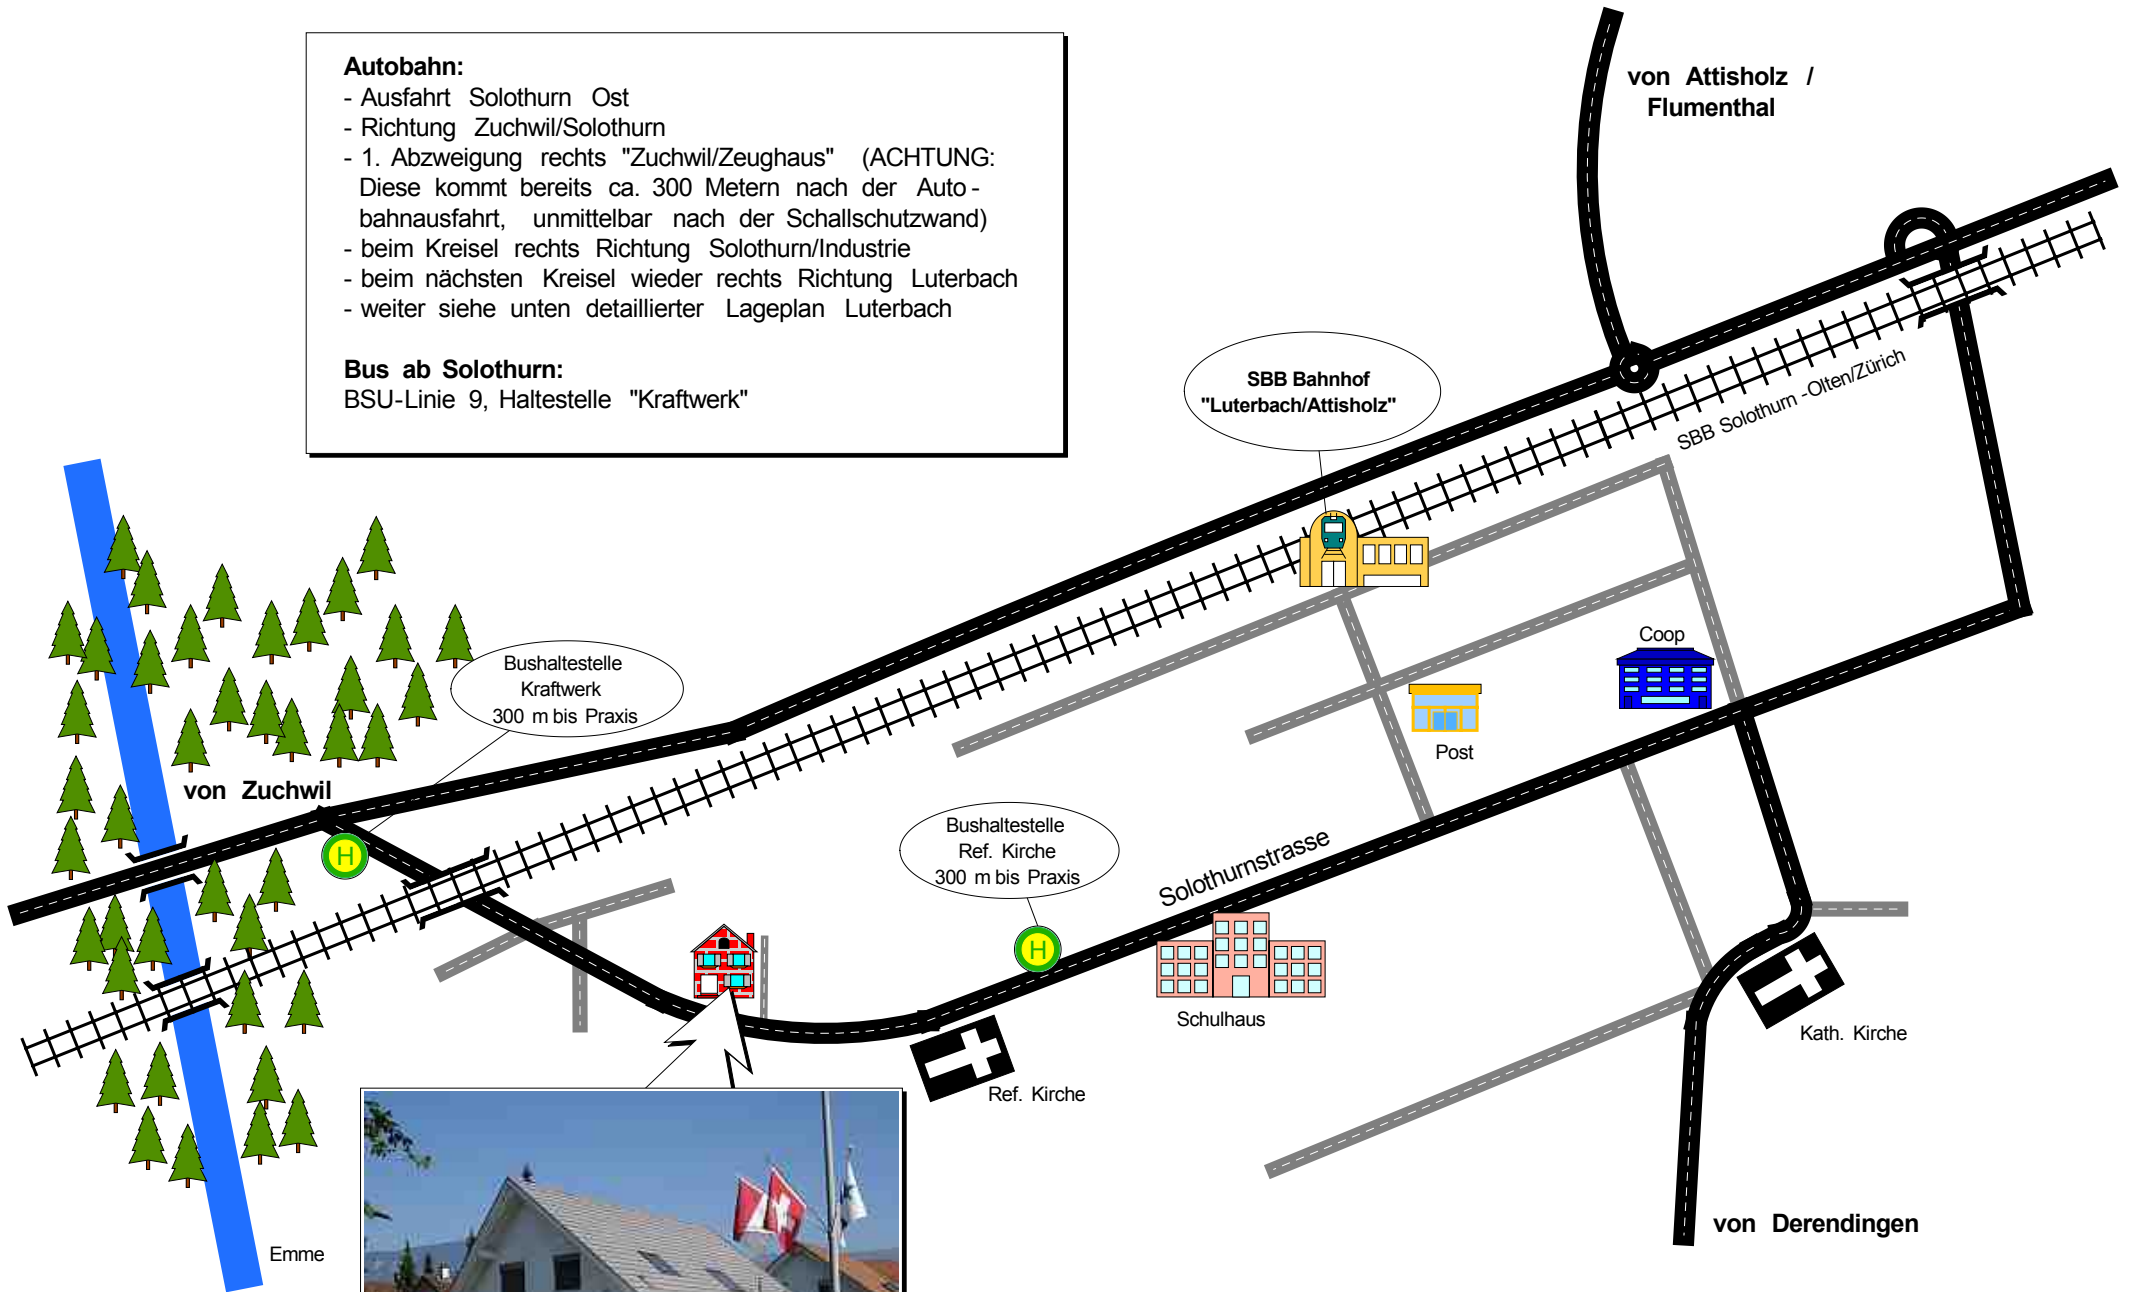 Autobahn:
- Ausfahrt Solothurn Ost
- Richtung Zuchwil/Solothurn
- 1. Abzweigung rechts "Zuchwil/Zeughaus" (ACHTUNG:
Diese kommt bereits ca. 300 Metern nach der Auto-
bahnausfahrt, unmittelbar nach der Schallschutzwand)
- beim Kreisel rechts Richtung Solothurn/Industrie
- beim nächsten Kreisel wieder rechts Richtung Luterbach
- weiter siehe unten detaillierter Lageplan Luterbach
Bus ab Solothurn:
BSU-Linie 9, Haltestelle "Kraftwerk"
von Attisholz /
Flumenthal
SBB Bahnhof
"Luterbach/Attisholz"
SBB Solothurn -Olten/Zürich
Bushaltestelle
Kraftwerk
300 m bis Praxis
von Zuchwil
H
Coop
Post
Bushaltestelle
Ref. Kirche
300 m bis Praxis
H
Solothurnstrasse
Schulhaus
Kath. Kirche
Ref. Kirche
von Derendingen
Emme